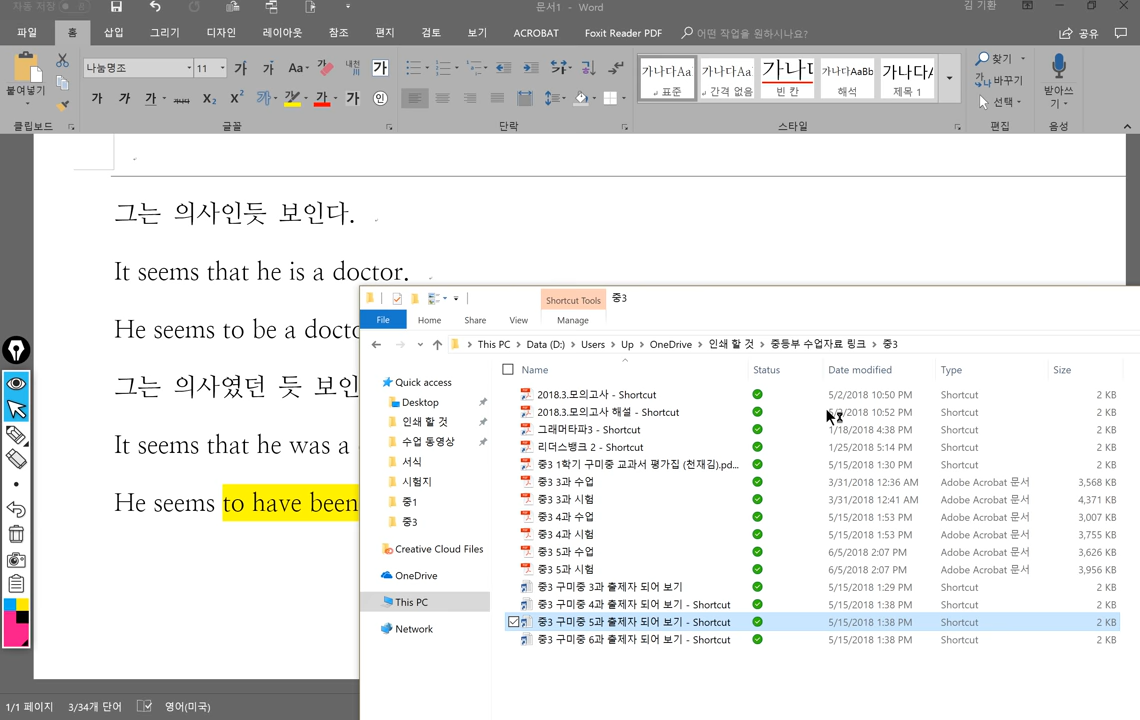 자동 저장
문서1 - Word
김 기환
파일 홈 삽입 그리기 디자인 레이아웃 참조 편지 검토 보기 ACROBAT Foxit Reader PDF 어떤 작업을 원하시나요? 공유
붙여넣기
나눔명조 11 가 가 Aa 내천 가
가 가 가 X₂ X² 가 가 가
가나다Aa 가나다Aa 가나다 가나다AaBb 가나다A
표준 간격 없음 빈 칸 해석 제목 1
찾기
바꾸기
선택
받아쓰기
클립보드 글꼴 단락 스타일 편집 음성
그는 의사인듯 보인다.
It seems that he is a doctor.
He seems to be a docto
그는 의사였던 듯 보인
It seems that he was a
He seems to have been
Shortcut Tools 중3
File Home Share View Manage
This PC > Data (D:) > Users > Up > OneDrive > 인쇄 할 것 > 중등부 수업자료 링크 > 중3
Quick access
Desktop
인쇄 할 것
수업 동영상
서식
시험지
중1
중3
Creative Cloud Files
OneDrive
This PC
Network
Name Status Date modified Type Size
2018.3.모의고사 - Shortcut 5/2/2018 10:50 PM Shortcut 2 KB
2018.3.모의고사 해설 - Shortcut 10:52 PM Shortcut 2 KB
그래머타파3 - Shortcut 1/18/2018 4:38 PM Shortcut 2 KB
리더스뱅크 2 - Shortcut 1/25/2018 5:14 PM Shortcut 2 KB
중3 1학기 구미중 교과서 평가집 (천재김).pd... 5/15/2018 1:30 PM Shortcut 2 KB
중3 3과 수업 3/31/2018 12:36 AM Adobe Acrobat 문서 3,568 KB
중3 3과 시험 3/31/2018 12:41 AM Adobe Acrobat 문서 4,371 KB
중3 4과 수업 5/15/2018 1:53 PM Adobe Acrobat 문서 3,007 KB
중3 4과 시험 5/15/2018 1:53 PM Adobe Acrobat 문서 3,755 KB
중3 5과 수업 6/5/2018 2:07 PM Adobe Acrobat 문서 3,626 KB
중3 5과 시험 6/5/2018 2:07 PM Adobe Acrobat 문서 3,956 KB
중3 구미중 3과 출제자 되어 보기 5/15/2018 1:29 PM Shortcut 2 KB
중3 구미중 4과 출제자 되어 보기 - Shortcut 5/15/2018 1:38 PM Shortcut 2 KB
중3 구미중 5과 출제자 되어 보기 - Shortcut 5/15/2018 1:38 PM Shortcut 2 KB
중3 구미중 6과 출제자 되어 보기 - Shortcut 5/15/2018 1:38 PM Shortcut 2 KB
1/1 페이지 3/34개 단어 영어(미국)